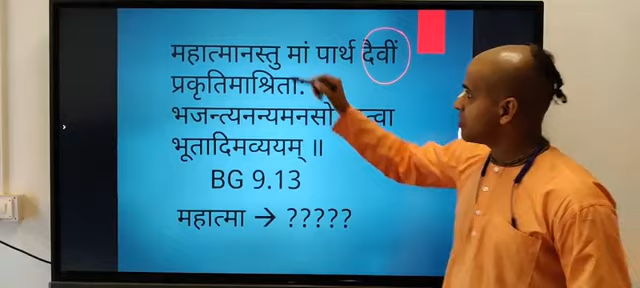 महात्मानस्तु मां पार्थ दैवीं
प्रकृतिमाश्रिताः
भजन्त्यनन्यमनसो
भूतादिमव्ययम् ॥
BG 9.13
महात्मा → ?????